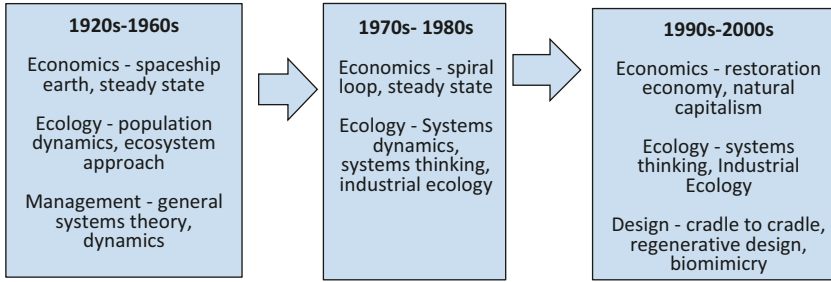 1920s-1960s
Economics - spaceship
earth, steady state
Ecology - population
dynamics, ecosystem
approach
Management - general
systems theory,
dynamics
1970s- 1980s
Economics - spiral
loop, steady state
Ecology - Systems
dynamics,
systems thinking,
industrial ecology
1990s-2000s
Economics - restoration
economy, natural
capitalism
Ecology - systems
thinking, Industrial
Ecology
Design - cradle to cradle,
regenerative design,
biomimicry